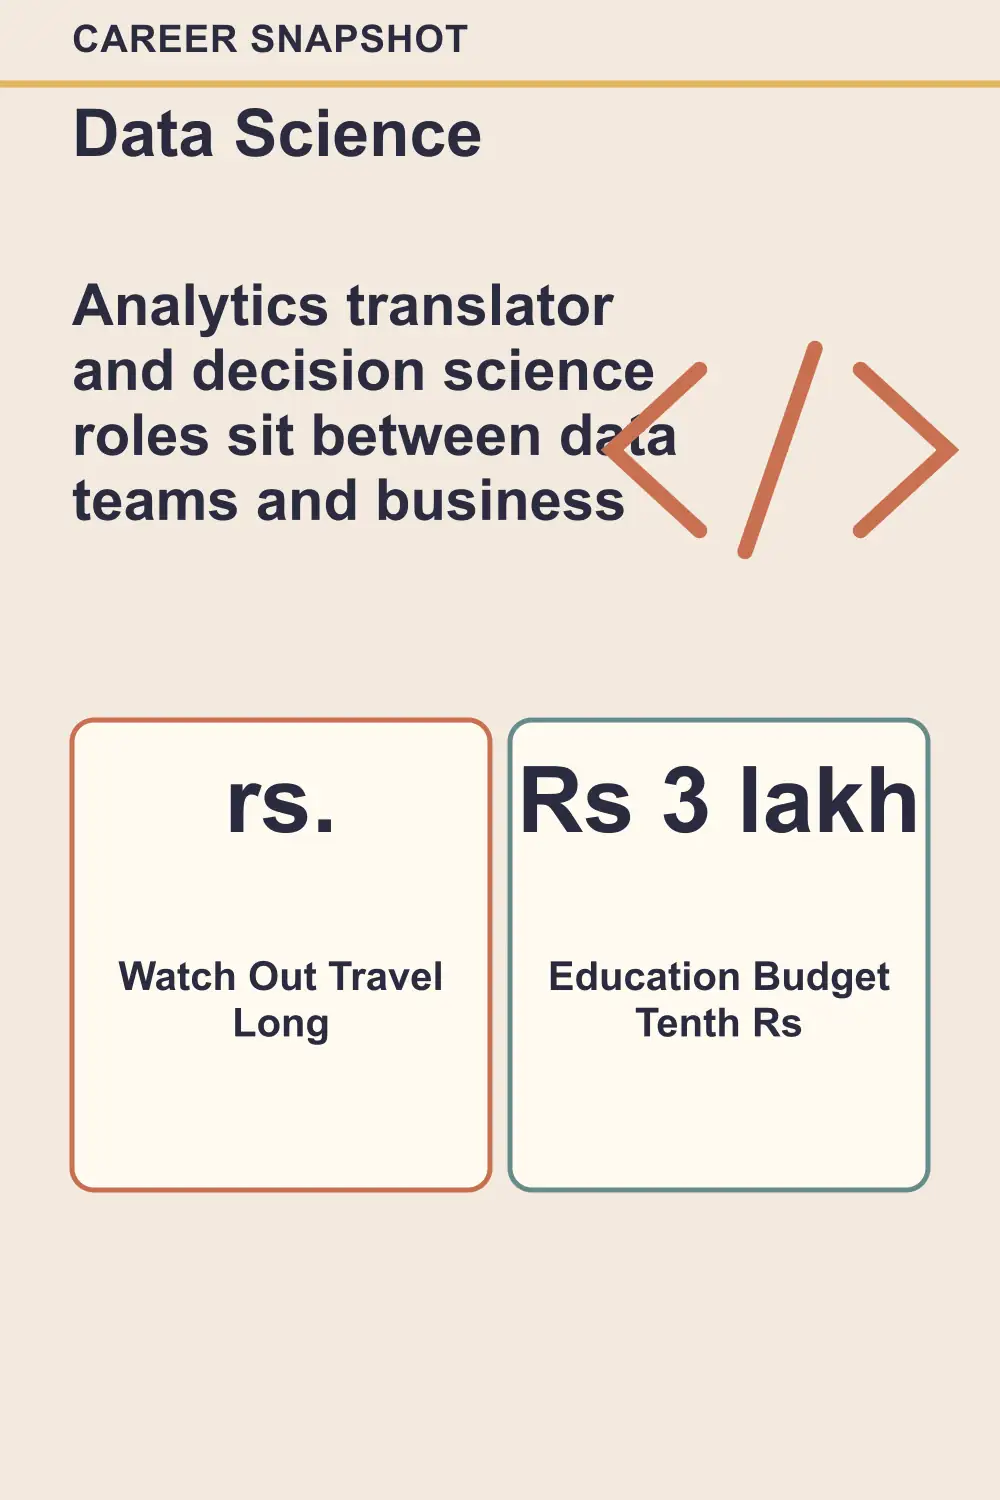 CAREER SNAPSHOT
Data Science
Analytics translator
and decision science
roles sit between data
teams and business
rs.
Watch Out Travel
Long
Rs 3 lakh
Education Budget
Tenth Rs